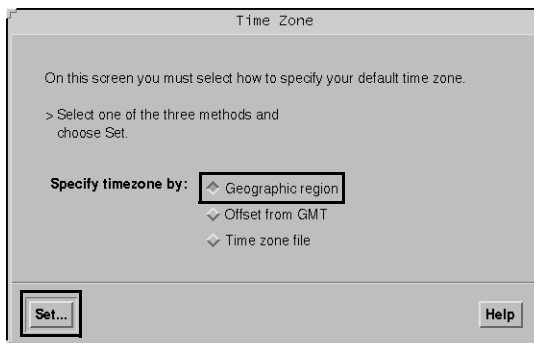 Time Zone
On this screen you must select how to specify your default time zone.
> Select one of the three methods and
choose Set.
Specify timezone by:
Geographic region
Offset from GMT
Time zone file
Set...
Help